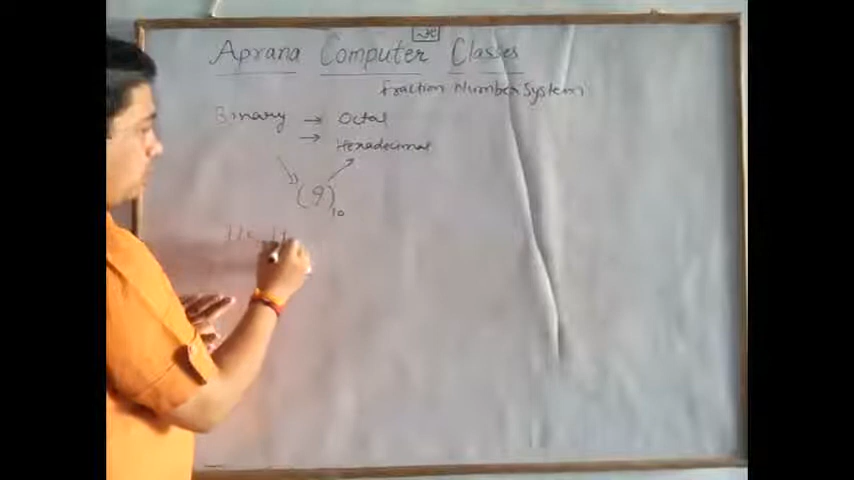 Aprana Computer Classes
Fraction Number System
Binary → Octal
→ Hexadecimal
(9)10